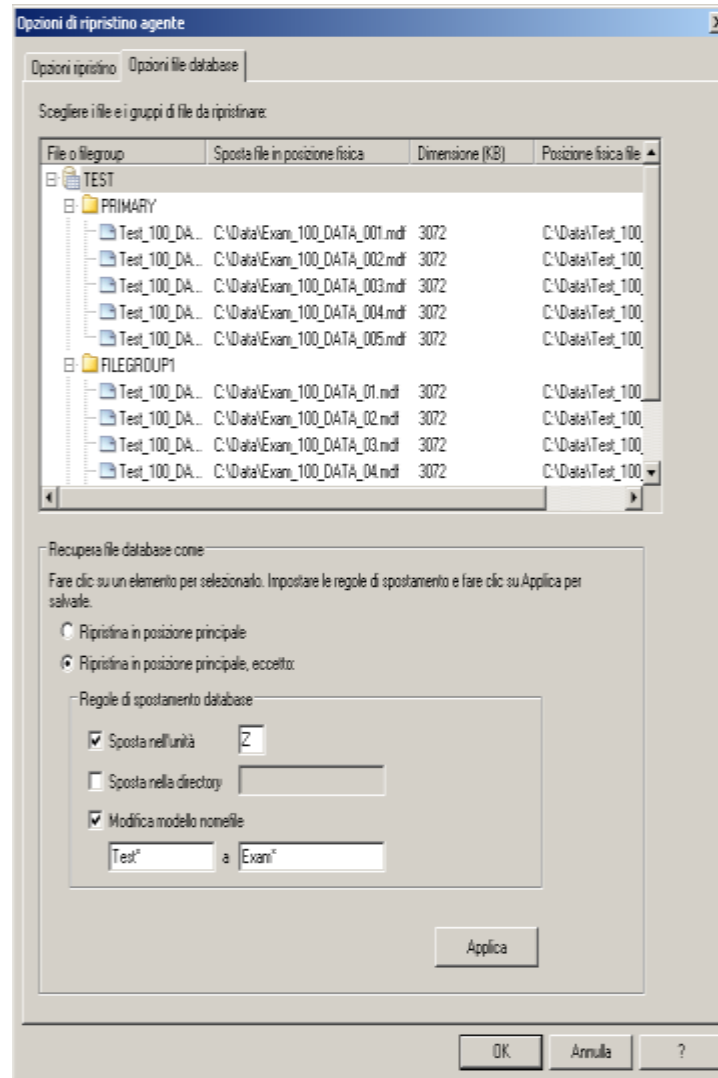 Opzioni di ripristino agente
Opzioni ripristino Opzioni file database
Scegliere i file e i gruppi di file da ripristinare:
File o filegroup Sposta file in posizione fisica Dimensione (KB) Posizione fisica file
TEST
PRIMARY
Test_100_DA... C:\Data\Exam_100_DATA_001.mdf 3072 C:\Data\Test_100_
Test_100_DA... C:\Data\Exam_100_DATA_002.mdf 3072 C:\Data\Test_100_
Test_100_DA... C:\Data\Exam_100_DATA_003.mdf 3072 C:\Data\Test_100_
Test_100_DA... C:\Data\Exam_100_DATA_004.mdf 3072 C:\Data\Test_100_
Test_100_DA... C:\Data\Exam_100_DATA_005.mdf 3072 C:\Data\Test_100_
FILEGROUP1
Test_100_DA... C:\Data\Exam_100_DATA_01.mdf 3072 C:\Data\Test_100_
Test_100_DA... C:\Data\Exam_100_DATA_02.mdf 3072 C:\Data\Test_100_
Test_100_DA... C:\Data\Exam_100_DATA_03.mdf 3072 C:\Data\Test_100_
Test_100_DA... C:\Data\Exam_100_DATA_04.mdf 3072 C:\Data\Test_100_
Recupera file database come
Fare clic su un elemento per selezionarlo. Impostare le regole di spostamento e fare clic su Applica per
salvarle.
Ripristina in posizione principale
Ripristina in posizione principale, eccetto:
Regole di spostamento database
Sposta nell'unità Z
Sposta nella directory
Modifica modello nomefile
Test* a Exam*
Applica
OK Annulla ?